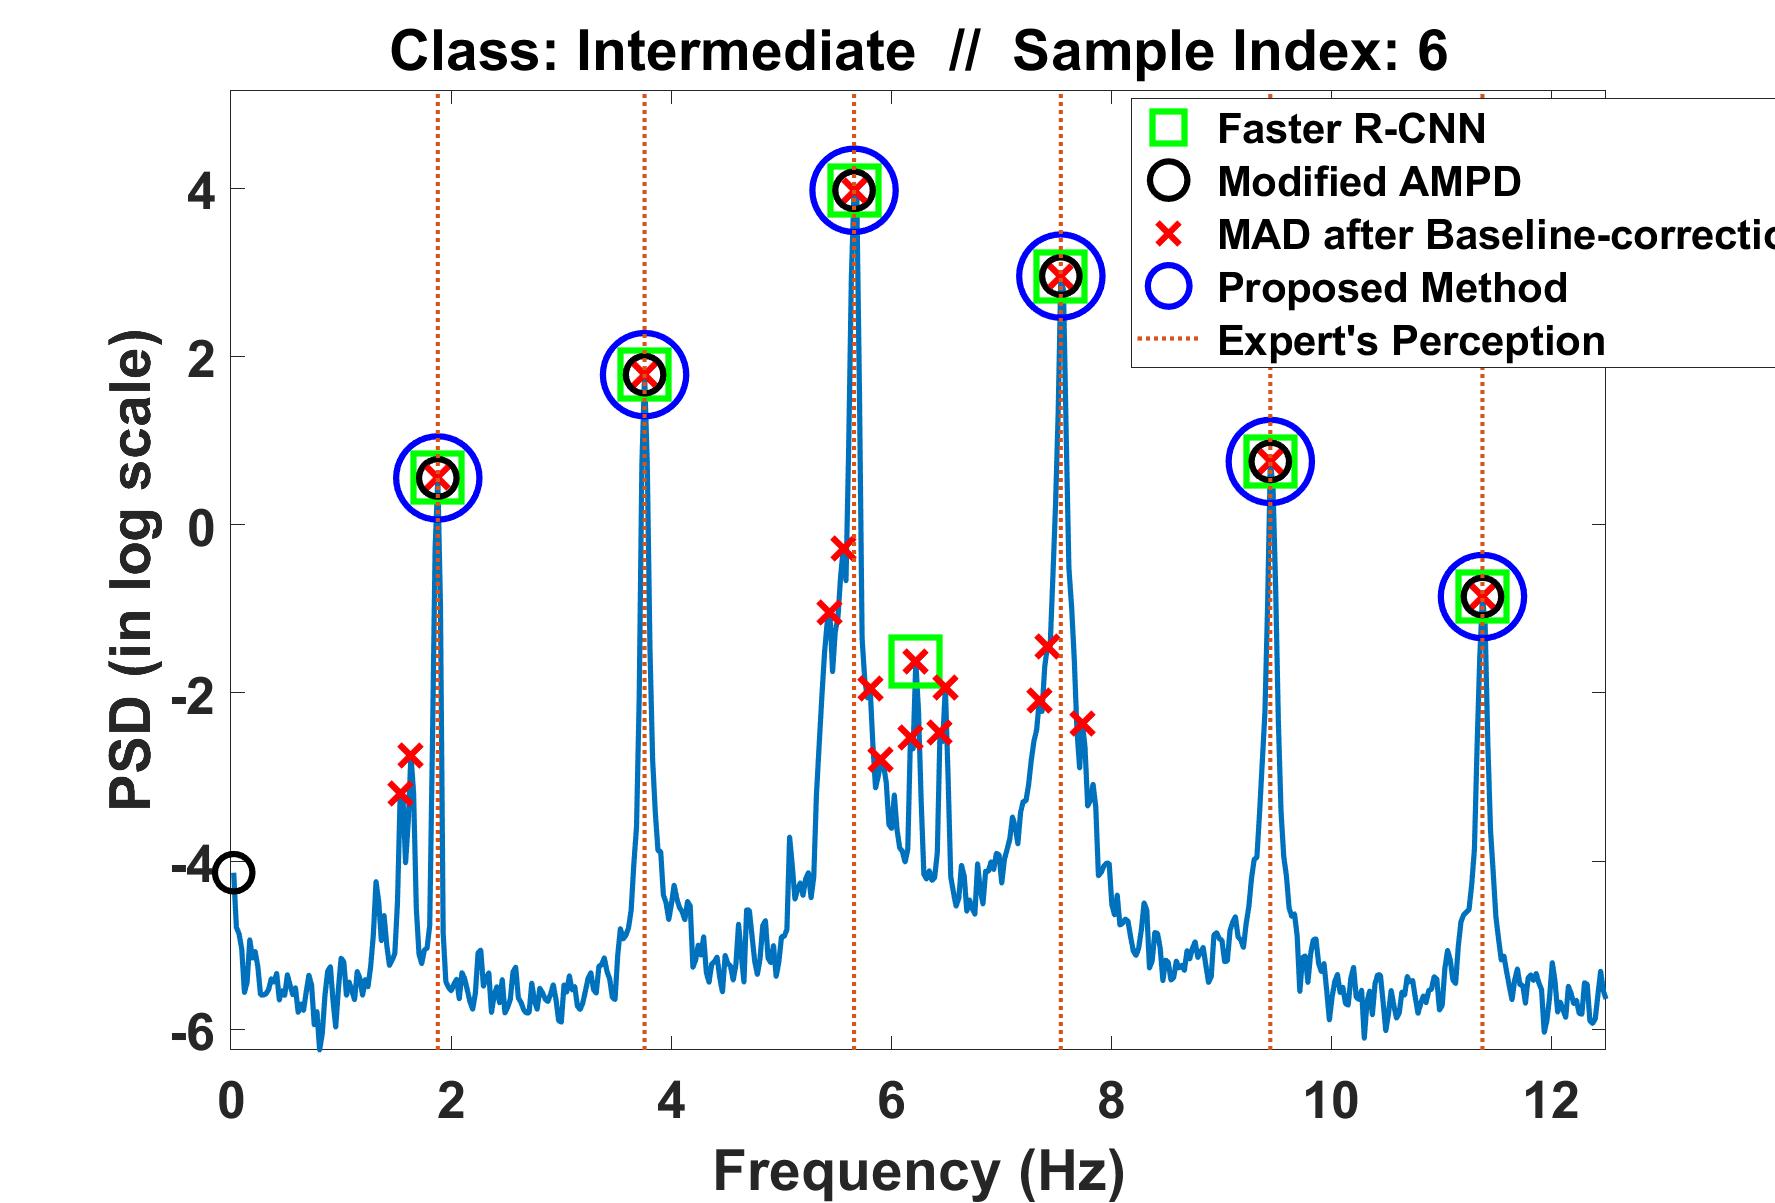 Class: Intermediate // Sample Index: 6
Faster R-CNN
Modified AMPD
MAD after Baseline-correctio
Proposed Method
Expert's Perception
PSD (in log scale)
4
2
0
-2
-4
-6
0 2 4 6 8 10 12
Frequency (Hz)